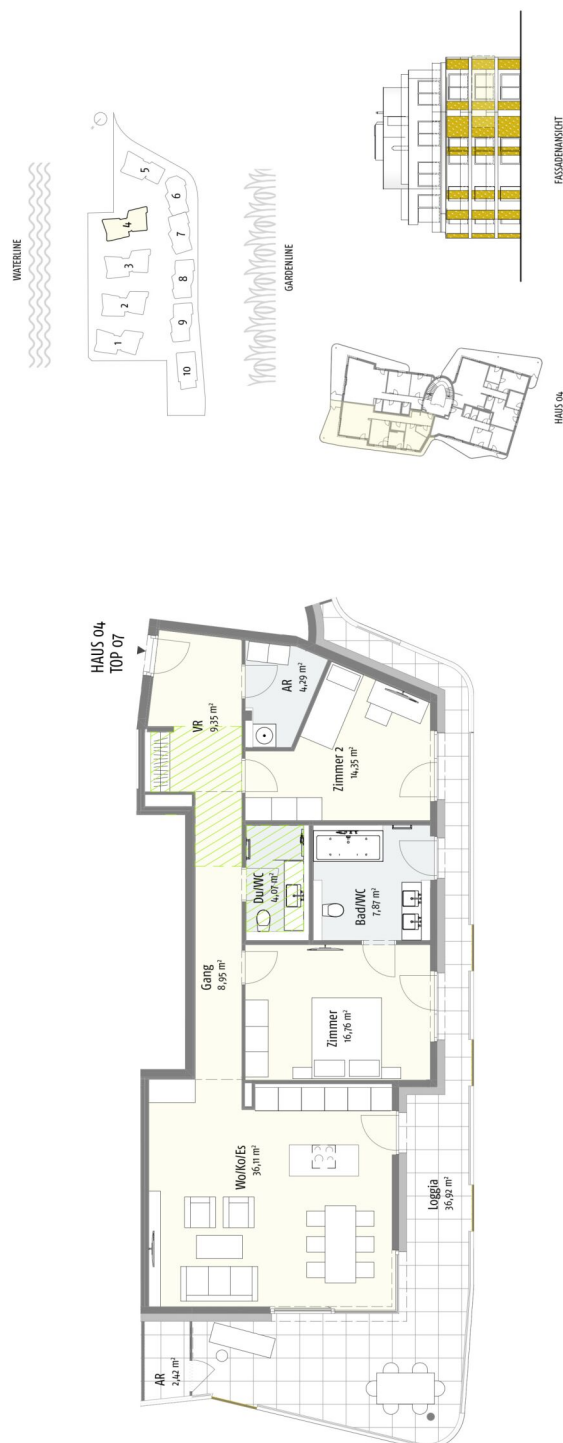 WATERLINE
1
2
3
4
5
6
7
8
9
10
GARDENLINE
FASSADENANSICHT
HAUS 04
HAUS 04
TOP 07
VR
9,35 m²
AR
4,29 m²
Zimmer 2
14,35 m²
Du/WC
4,07 m²
Bad/WC
7,87 m²
Gang
8,95 m²
Zimmer
16,76 m²
Wo/Ko/Es
36,11 m²
Loggia
36,92 m²
AR
2,42 m²